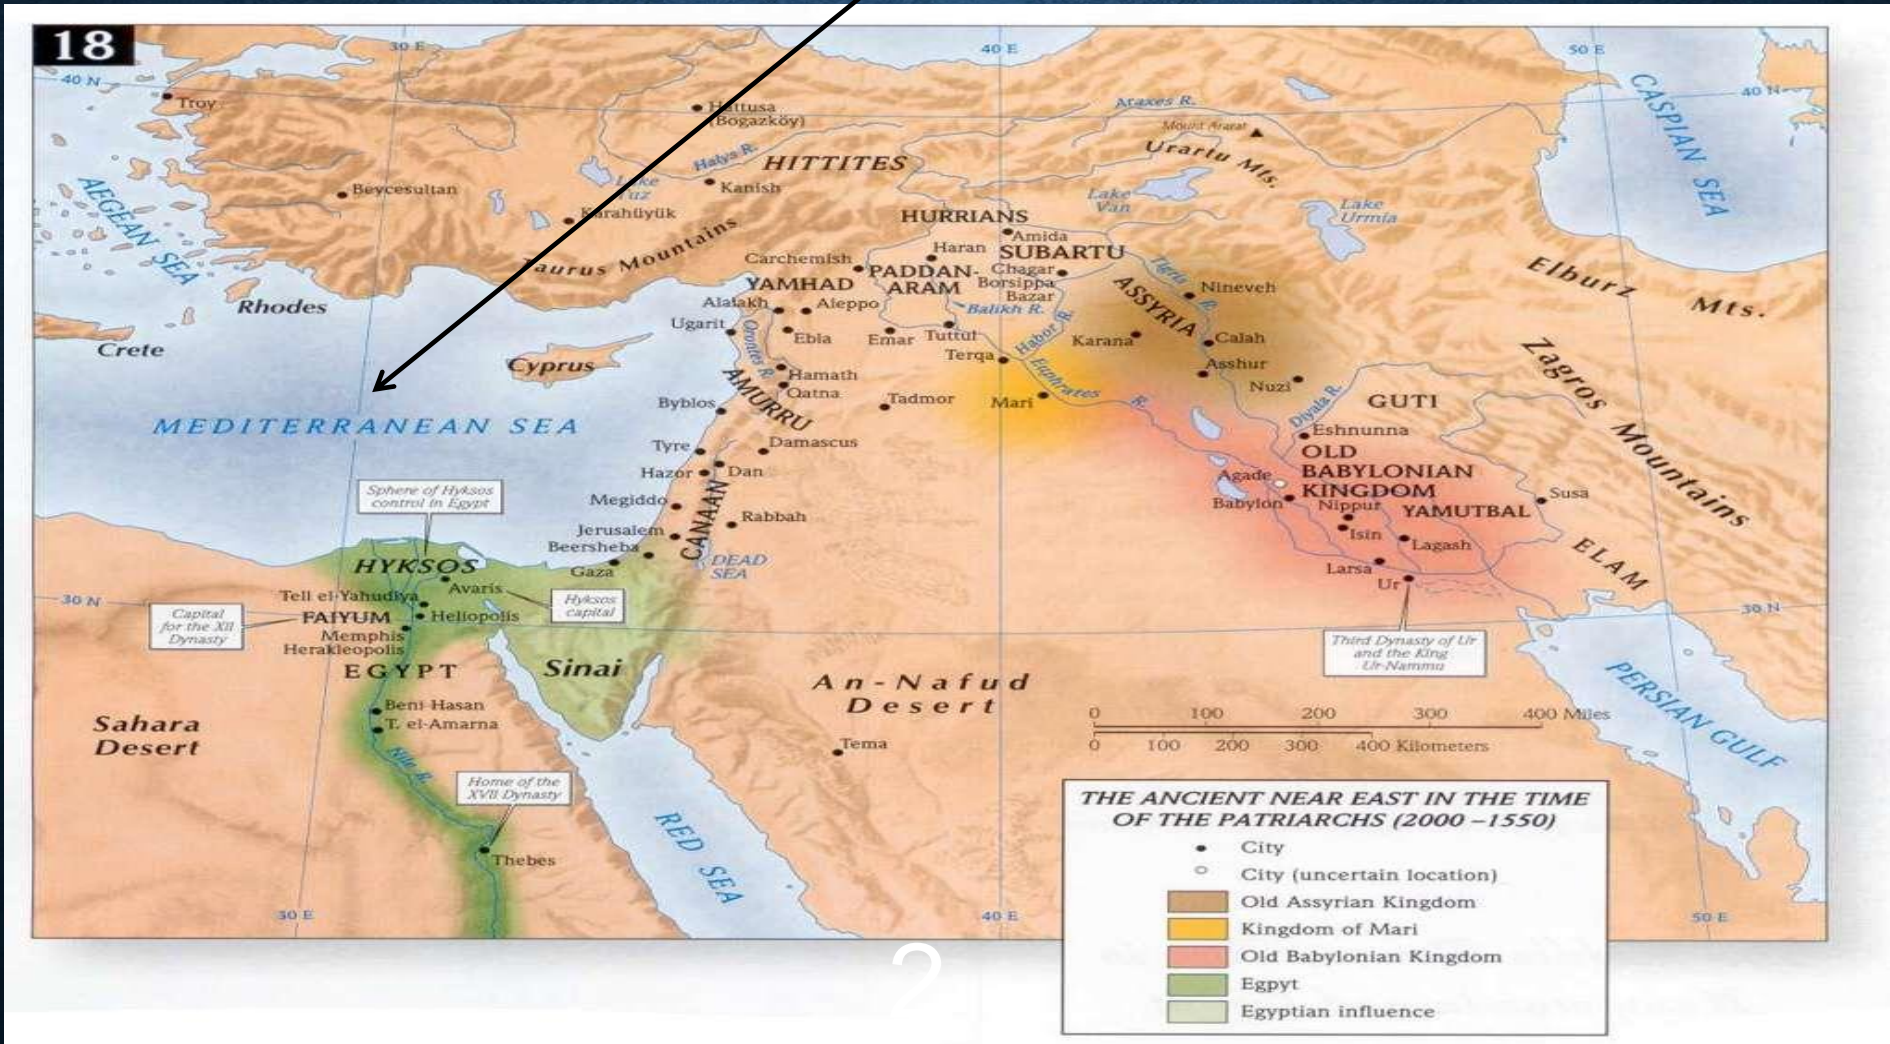 18
30 E
40 E
50 E
40 N
40 N
CASPIAN SEA
Troy
Hattusa
(Bogazköy)
Araxes R.
Mount Ararat
Urartu Mts.
Halys R.
HITTITES
AEGEAN SEA
Beycesultan
Lake
Tuz
Kanish
Lake
Van
Lake
Urmia
Karahüyük
HURRIANS
Amida
Taurus Mountains
Haran
SUBARTU
Carchemish
PADDAN-
ARAM
Chagar
Borsippa
Bazar
Tigris R.
Elburz Mts.
YAMHAD
ASSYRIA
Nineveh
Rhodes
Alalakh
Aleppo
Balikh R.
Ugarit
Orontes R.
Ebla
Emar
Tuttul
Habor R.
Karana
Calah
Crete
Cyprus
Terqa
Euphrates R.
Asshur
Zagros Mountains
Hamath
Qatna
AMURRU
Nuzi
Diyala R.
GUTI
Byblos
Tadmor
Mari
MEDITERRANEAN SEA
Eshnunna
Tyre
Damascus
OLD
BABYLONIAN
KINGDOM
Hazor
Dan
Agade
Sphere of Hyksos
control in Egypt
Megiddo
CANAAN
Babylon
Nippur
YAMUTBAL
Susa
Jerusalem
Rabbah
Isin
Lagash
Beersheba
ELAM
HYKSOS
Gaza
DEAD
SEA
Larsa
Ur
Avaris
30 N
Tell el-Yahudiya
Hyksos
capital
30 N
Capital
for the XII
Dynasty
FAIYUM
Heliopolis
Memphis
Herakleopolis
Third Dynasty of Ur
and the King
Ur-Nammu
EGYPT
Sinai
An-Nafud
Desert
PERSIAN GULF
Beni Hasan
T. el-Amarna
Sahara
Desert
Nile R.
Tema
0 100 200 300 400 Miles
0 100 200 300 400 Kilometers
Home of the
XVII Dynasty
RED SEA
Thebes
30 E
40 E
50 E
THE ANCIENT NEAR EAST IN THE TIME
OF THE PATRIARCHS (2000 –1550)
City
City (uncertain location)
Old Assyrian Kingdom
Kingdom of Mari
Old Babylonian Kingdom
Egpyt
Egyptian influence
2